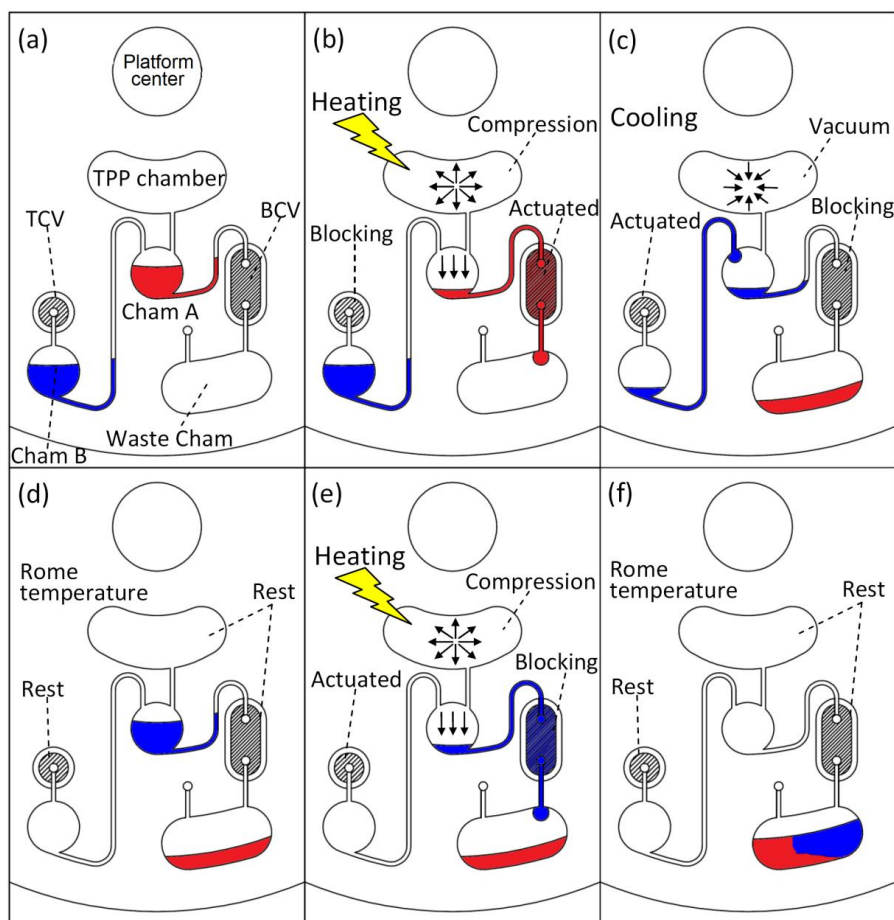 (a)
Platform
center
TPP chamber
TCV
BCV
Cham A
Waste Cham
Cham B
(b)
Heating
Compression
Actuated
Blocking
(c)
Cooling
Vacuum
Actuated
Blocking
(d)
Rome
temperature
Rest
Rest
(e)
Heating
Compression
Actuated
Blocking
(f)
Rome
temperature
Rest
Rest